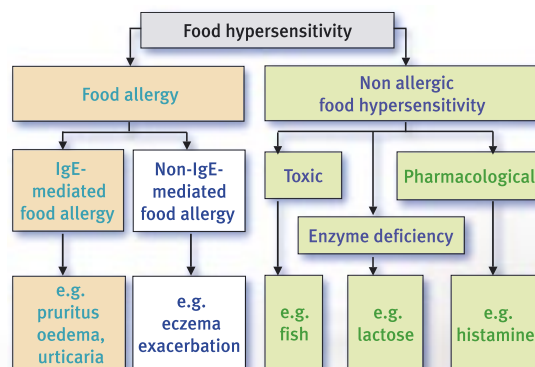 Food hypersensitivity
Food allergy
Non allergic
food hypersensitivity
IgE-
mediated
food allergy
Non-IgE-
mediated
food allergy
Toxic
Pharmacological
Enzyme deficiency
e.g.
pruritus
oedema,
urticaria
e.g.
eczema
exacerbation
e.g.
fish
e.g.
lactose
e.g.
histamine